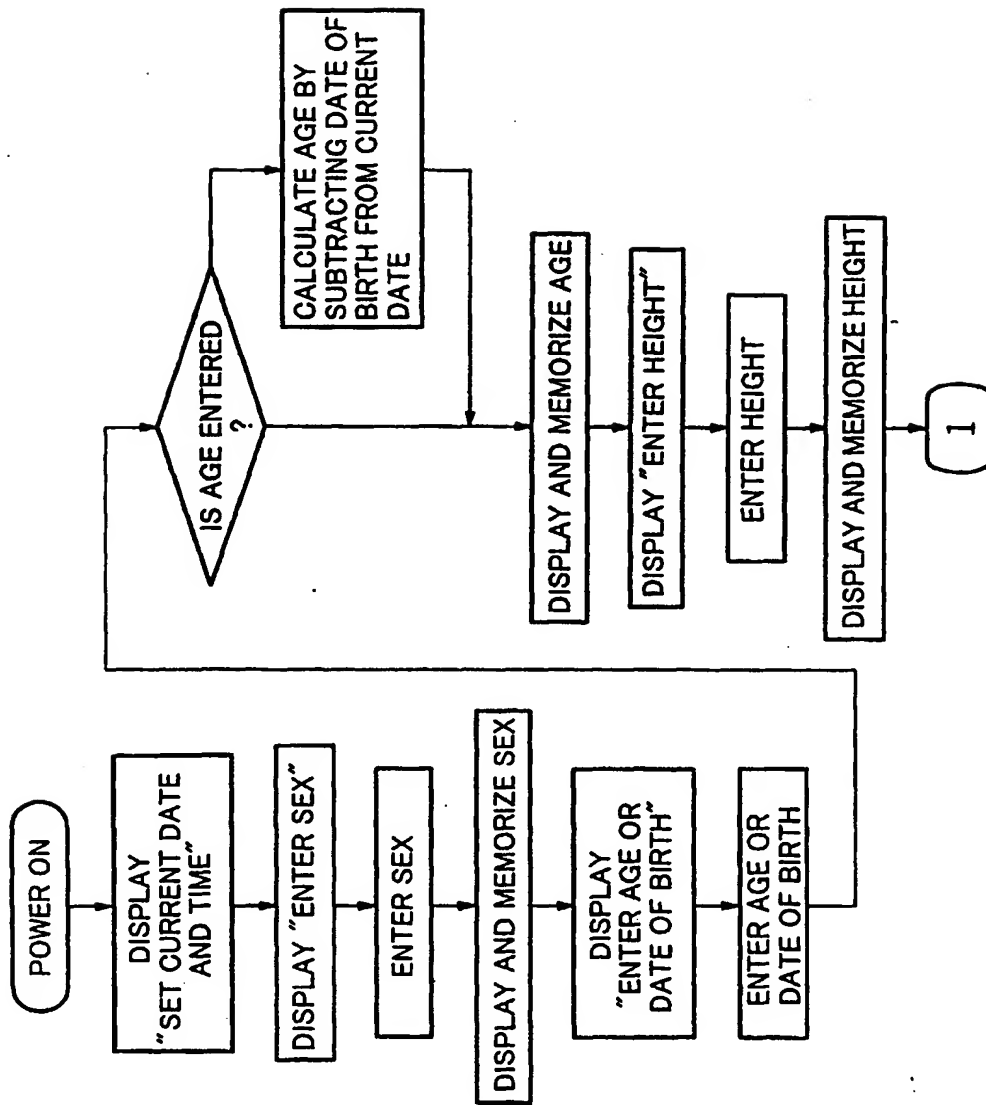 POWER ON
DISPLAY
"SET CURRENT DATE
AND TIME"
DISPLAY "ENTER SEX"
ENTER SEX
DISPLAY AND MEMORIZE SEX
DISPLAY
"ENTER AGE OR
DATE OF BIRTH"
ENTER AGE OR
DATE OF BIRTH
IS AGE ENTERED
?
CALCULATE AGE BY
SUBTRACTING DATE OF
BIRTH FROM CURRENT
DATE
DISPLAY AND MEMORIZE AGE
DISPLAY "ENTER HEIGHT"
ENTER HEIGHT
DISPLAY AND MEMORIZE HEIGHT
1